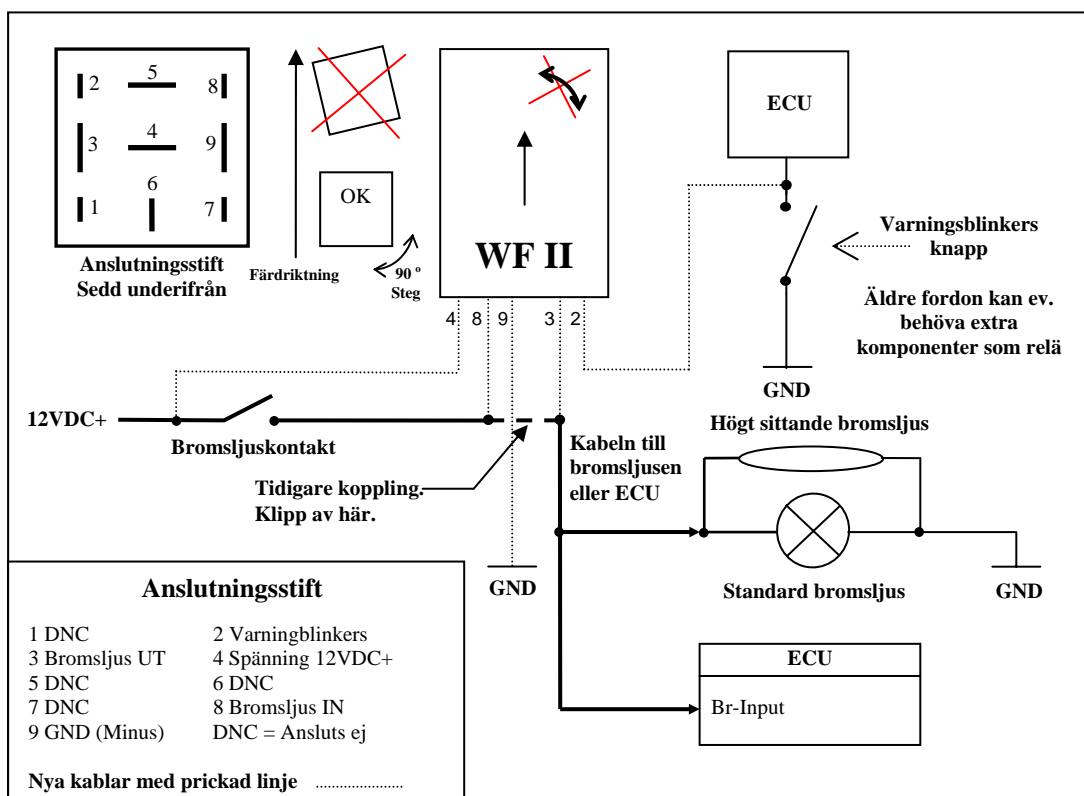 2 5 8
3 4 9
6
1 7
Anslutningsstift
Sedd underifrån
OK
Färdriktning
90 º
Steg
WF II
4 8 9 3 2
ECU
Varningsblinkers
knapp
Äldre fordon kan ev.
behöva extra
komponenter som relä
GND
12VDC+
Bromsljuskontakt
Tidigare koppling.
Klipp av här.
Kabeln till
bromsljusen
eller ECU
Högt sittande bromsljus
Standard bromsljus
GND
GND
ECU
Br-Input
Anslutningsstift
1 DNC 2 Varningblinkers
3 Bromsljus UT 4 Spänning 12VDC+
5 DNC 6 DNC
7 DNC 8 Bromsljus IN
9 GND (Minus) DNC = Ansluts ej
Nya kablar med prickad linje ......................